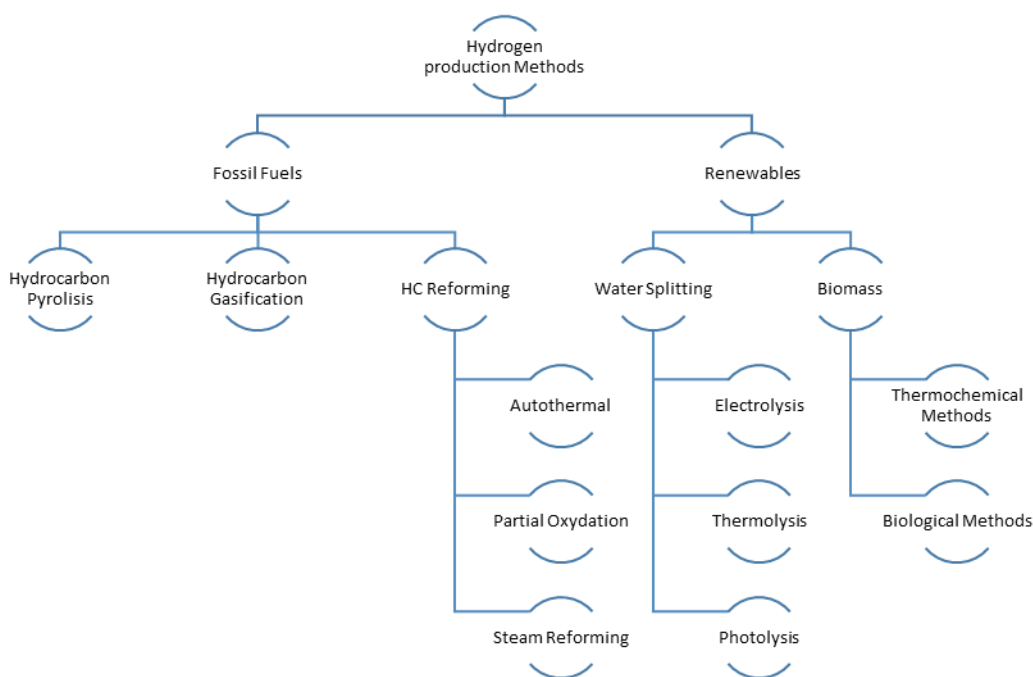 Hydrogen
production Methods
Fossil Fuels
Renewables
Hydrocarbon
Pyrolisis
Hydrocarbon
Gasification
HC Reforming
Water Splitting
Biomass
Autothermal
Electrolysis
Thermochemical
Methods
Partial Oxydation
Thermolysis
Biological Methods
Steam Reforming
Photolysis